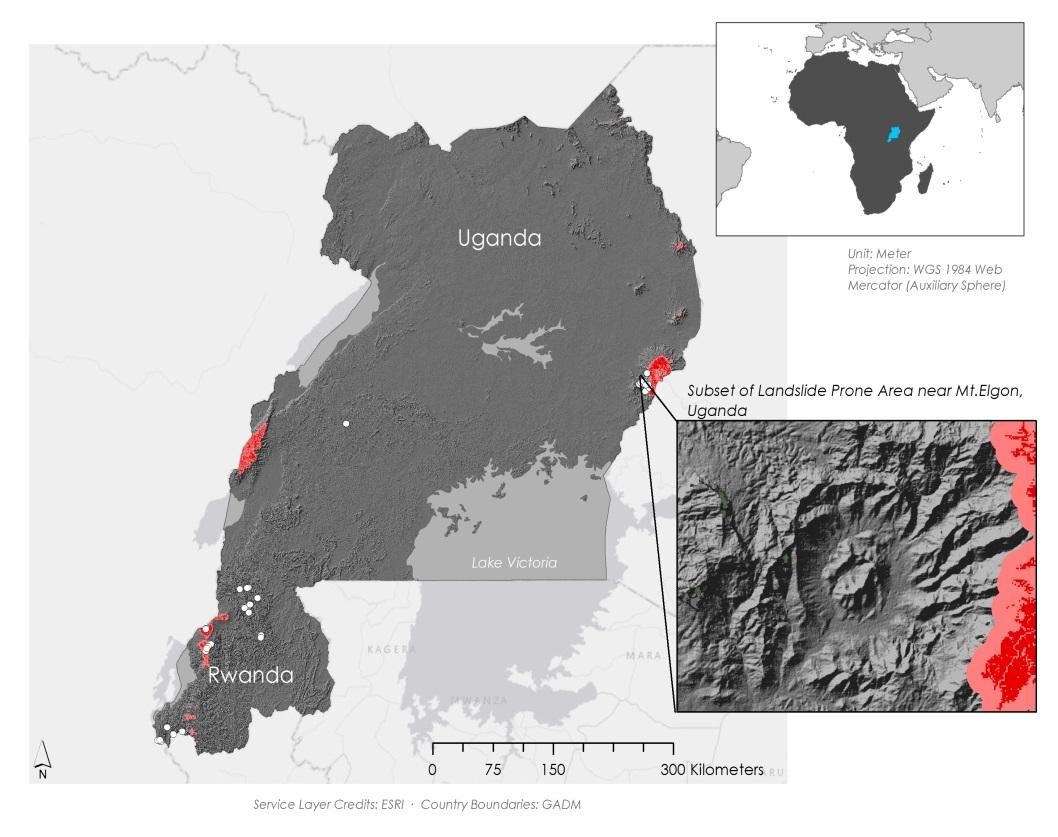 Uganda
Unit: Meter
Projection: WGS 1984 Web
Mercator (Auxiliary Sphere)
Subset of Landslide Prone Area near Mt.Elgon,
Uganda
Lake Victoria
KAGERA
MARA
Rwanda
MWANZA
N
0 75 150 300 Kilometers
ARU
Service Layer Credits: ESRI · Country Boundaries: GADM